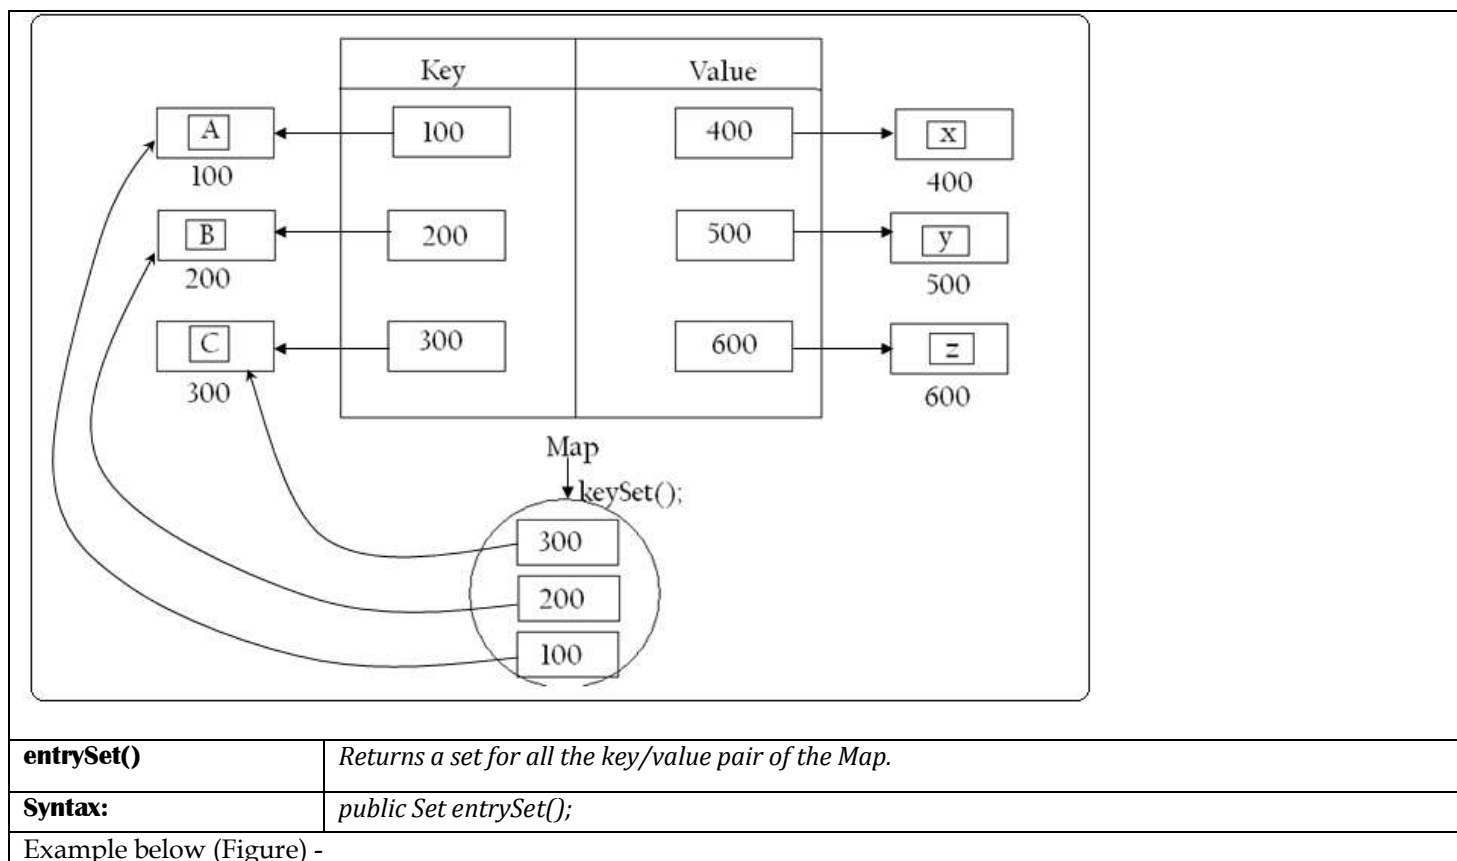 Key Value
A 100 400 x
100 400
B 200 500 y
200 500
C 300 600 z
300 600
Map
keySet();
300
200
100
entrySet() Returns a set for all the key/value pair of the Map.
Syntax: public Set entrySet();
Example below (Figure) -